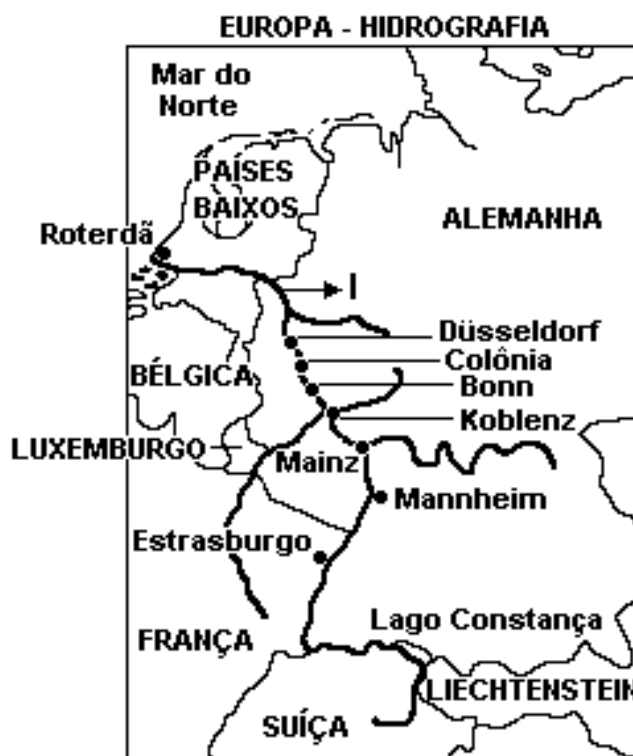 EUROPA - HIDROGRAFIA
Mar do
Norte
PAÍSES
BAIXOS
ALEMANHA
Roterdã
I
Düsseldorf
Colônia
BÉLGICA
Bonn
Koblenz
LUXEMBURGO
Mainz
Mannheim
Estrasburgo
Lago Constança
FRANÇA
LIECHTENSTEIN
SUÍÇA